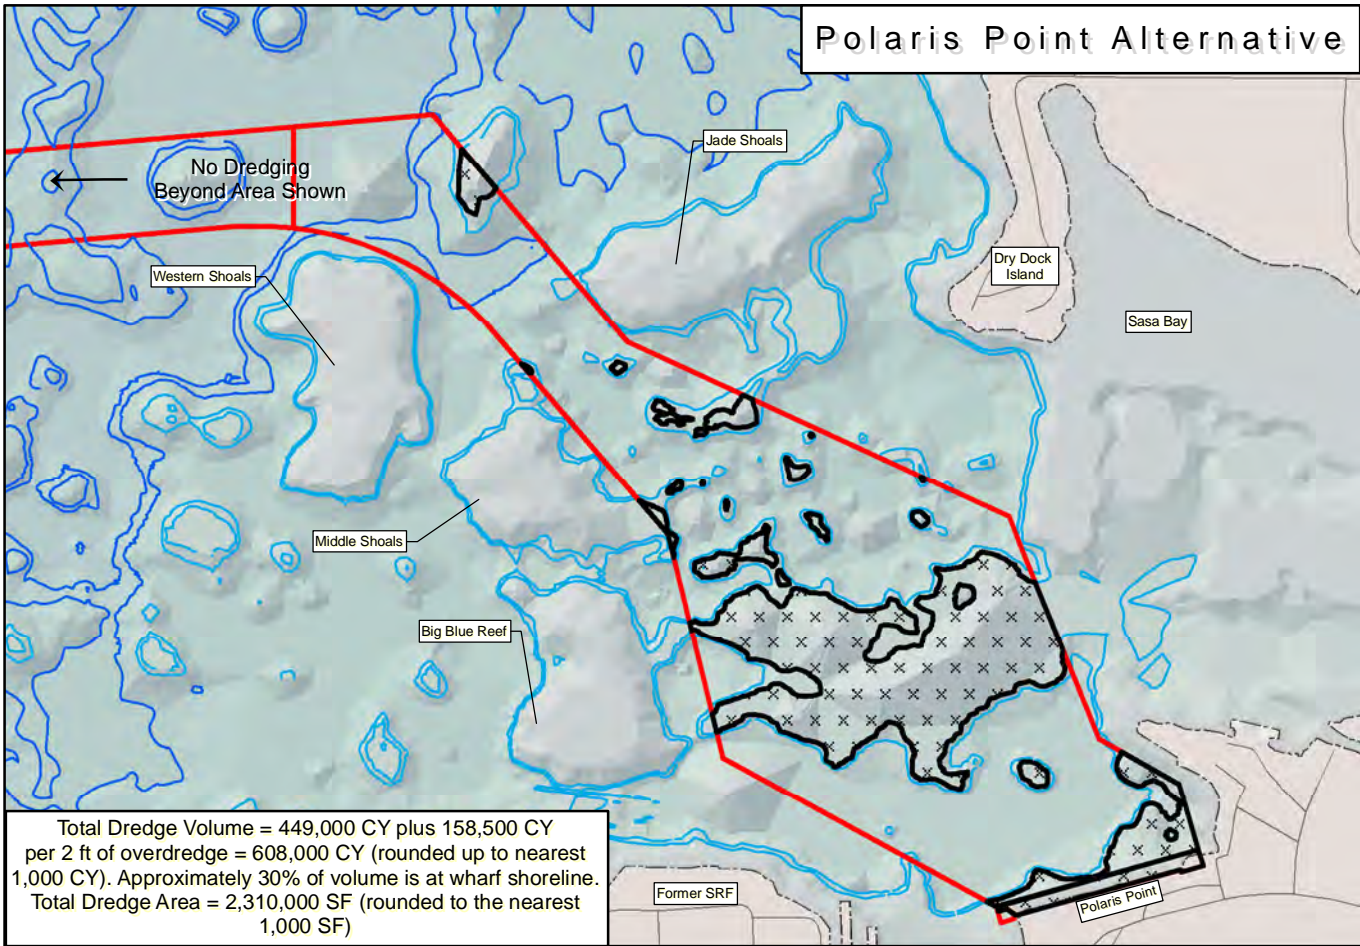 Polaris Point Alternative
Jade Shoals
No Dredging
Beyond Area Shown
Western Shoals
Dry Dock
Island
Sasa Bay
Middle Shoals
Big Blue Reef
Total Dredge Volume = 449,000 CY plus 158,500 CY
per 2 ft of overdredge = 608,000 CY (rounded up to nearest
1,000 CY). Approximately 30% of volume is at wharf shoreline.
Total Dredge Area = 2,310,000 SF (rounded to the nearest
1,000 SF)
Former SRF
Polaris Point